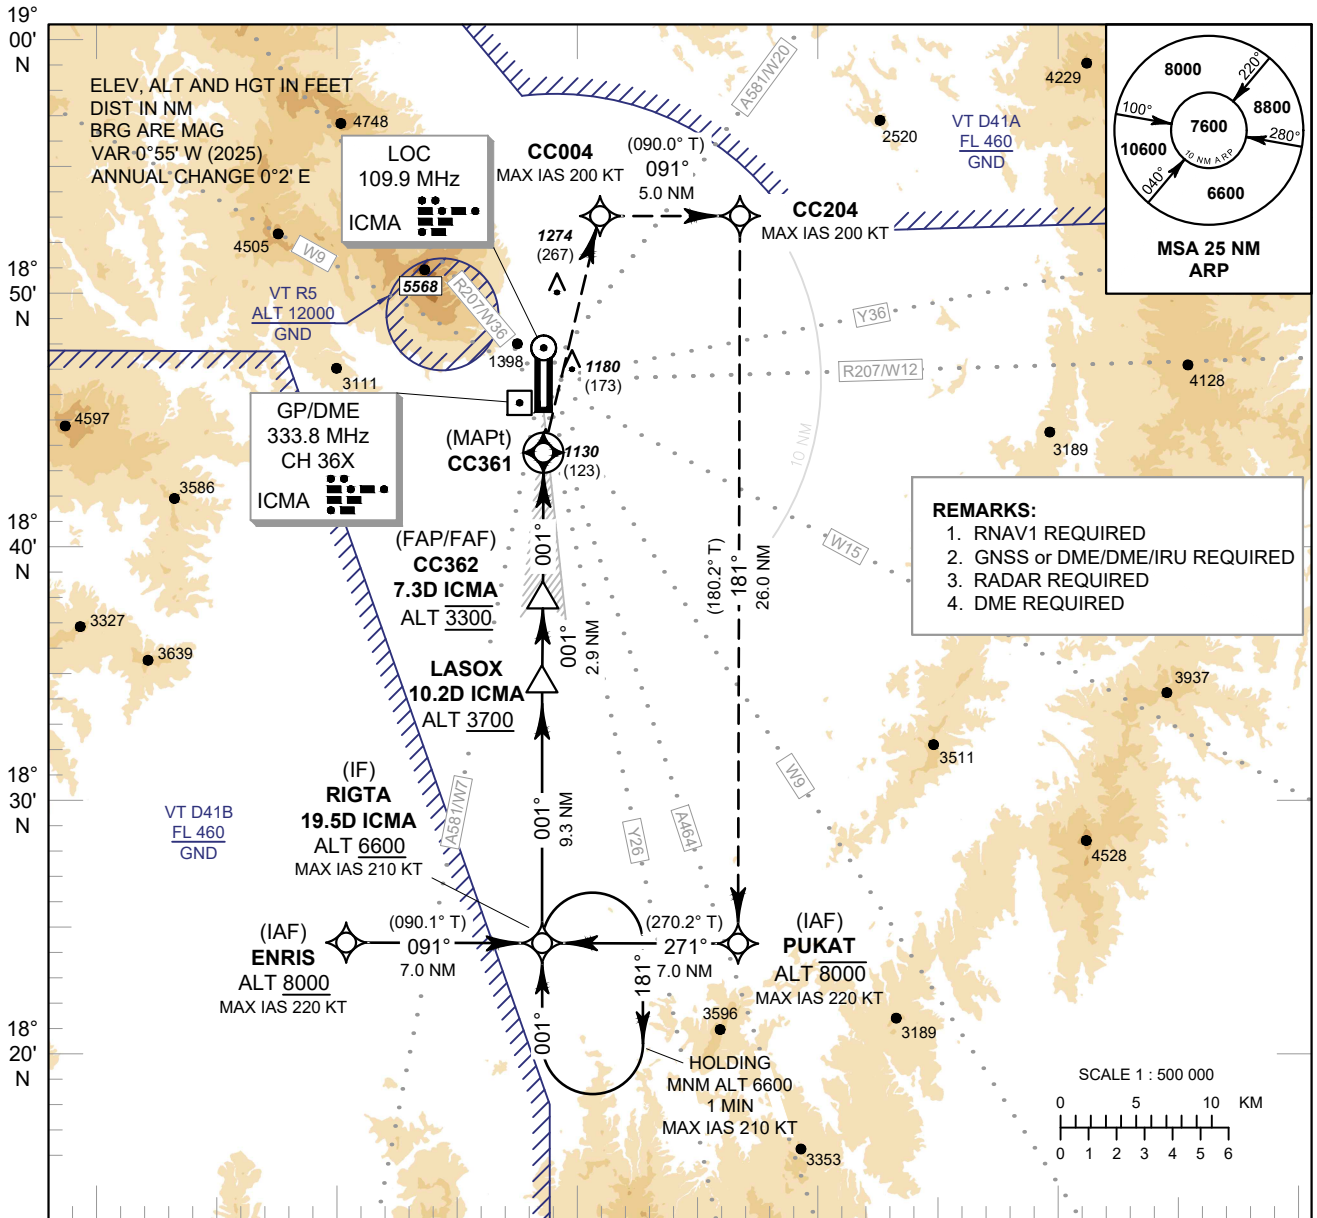 19°
00'
N
ELEV, ALT AND HGT IN FEET
DIST IN NM
BRG ARE MAG
VAR 0°55' W (2025)
ANNUAL CHANGE 0°2' E
4748
LOC
109.9 MHz
ICMA
4505
W9
5568
R207/W36
VT R5
ALT 12000
GND
18°
50'
N
3111
1398
CC004
MAX IAS 200 KT
(090.0° T)
091°
5.0 NM
A581/W20
CC204
MAX IAS 200 KT
2520
VT D41A
FL 460
GND
4229
8000
220°
100°
8800
7600
10 NM ARP
280°
10600
040°
6600
MSA 25 NM
ARP
1274
(267)
1180
(173)
Y36
R207/W12
4128
3189
10 NM
4597
GP/DME
333.8 MHz
CH 36X
ICMA
3586
(MAPt)
CC361
1130
(123)
REMARKS:
1. RNAV1 REQUIRED
2. GNSS or DME/DME/IRU REQUIRED
3. RADAR REQUIRED
4. DME REQUIRED
W15
18°
40'
N
(FAP/FAF)
CC362
7.3D ICMA
ALT 3300
001°
(180.2° T)
181°
26.0 NM
3327
3639
LASOX
10.2D ICMA
ALT 3700
001°
2.9 NM
3937
3511
18°
30'
N
VT D41B
FL 460
GND
(IF)
RIGTA
19.5D ICMA
ALT 6600
MAX IAS 210 KT
A581/W7
001°
9.3 NM
Y26
A464
W9
4528
(IAF)
ENRIS
ALT 8000
MAX IAS 220 KT
(090.1° T)
091°
7.0 NM
(270.2° T)
271°
7.0 NM
(IAF)
PUKAT
ALT 8000
MAX IAS 220 KT
181°
001°
3596
3189
18°
20'
N
HOLDING
MNM ALT 6600
1 MIN
MAX IAS 210 KT
3353
SCALE 1 : 500 000
0 5 10 KM
0 1 2 3 4 5 6